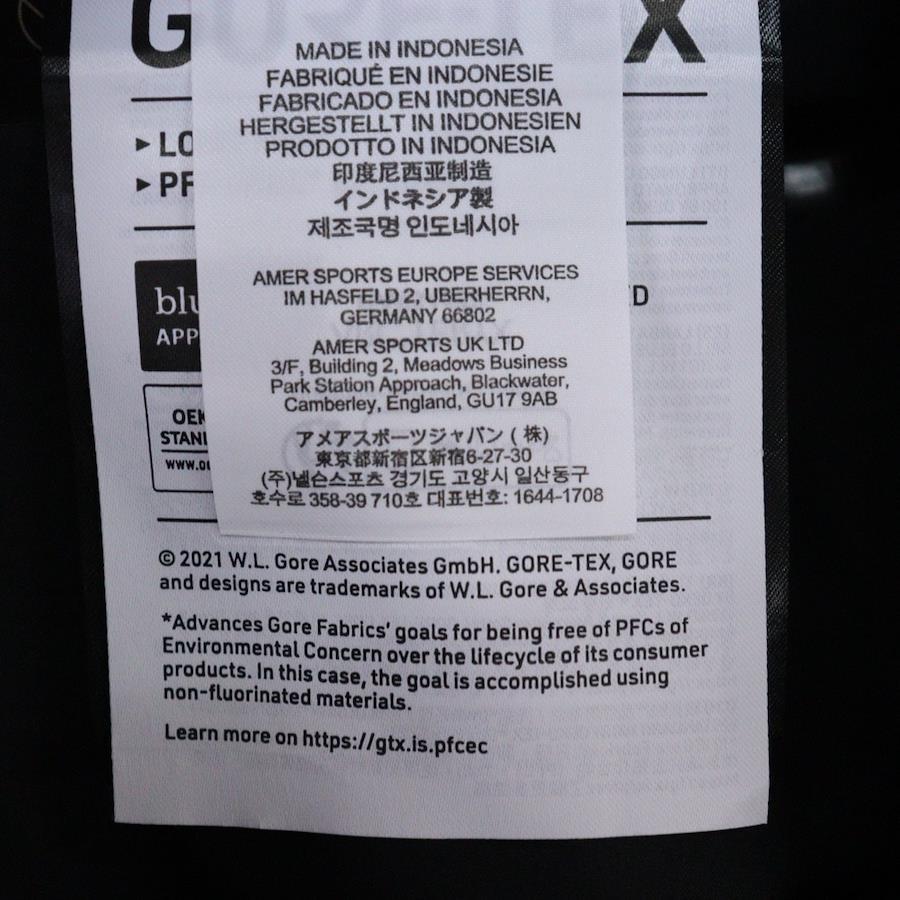 G
EX
MADE IN INDONESIA
FABRIQUÉ EN INDONESIE
FABRICADO EN INDONESIA
HERGESTELLT IN INDONESIEN
PRODOTTO IN INDONESIA
印度尼西亚制造
インドネシア製
제조국명 인도네시아
▸ LO
▸ PF
blu
APP
D
OEK
STAN
www.o
AMER SPORTS EUROPE SERVICES
IM HASFELD 2, UBERHERRN,
GERMANY 66802
AMER SPORTS UK LTD
3/F, Building 2, Meadows Business
Park Station Approach, Blackwater,
Camberley, England, GU17 9AB
アメアスポーツジャパン (株)
東京都新宿区新宿6-27-30
(주)넬슨스포츠 경기도 고양시 일산동구
호수로 358-39 710호 대표번호: 1644-1708
© 2021 W.L. Gore Associates GmbH. GORE-TEX, GORE
and designs are trademarks of W.L. Gore & Associates.
*Advances Gore Fabrics' goals for being free of PFCs of
Environmental Concern over the lifecycle of its consumer
products. In this case, the goal is accomplished using
non-fluorinated materials.
Learn more on https://gtx.is.pfcec